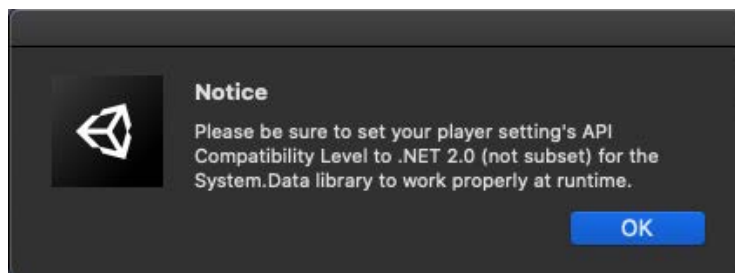 Notice
Please be sure to set your player setting's API
Compatibility Level to .NET 2.0 (not subset) for the
System.Data library to work properly at runtime.
OK